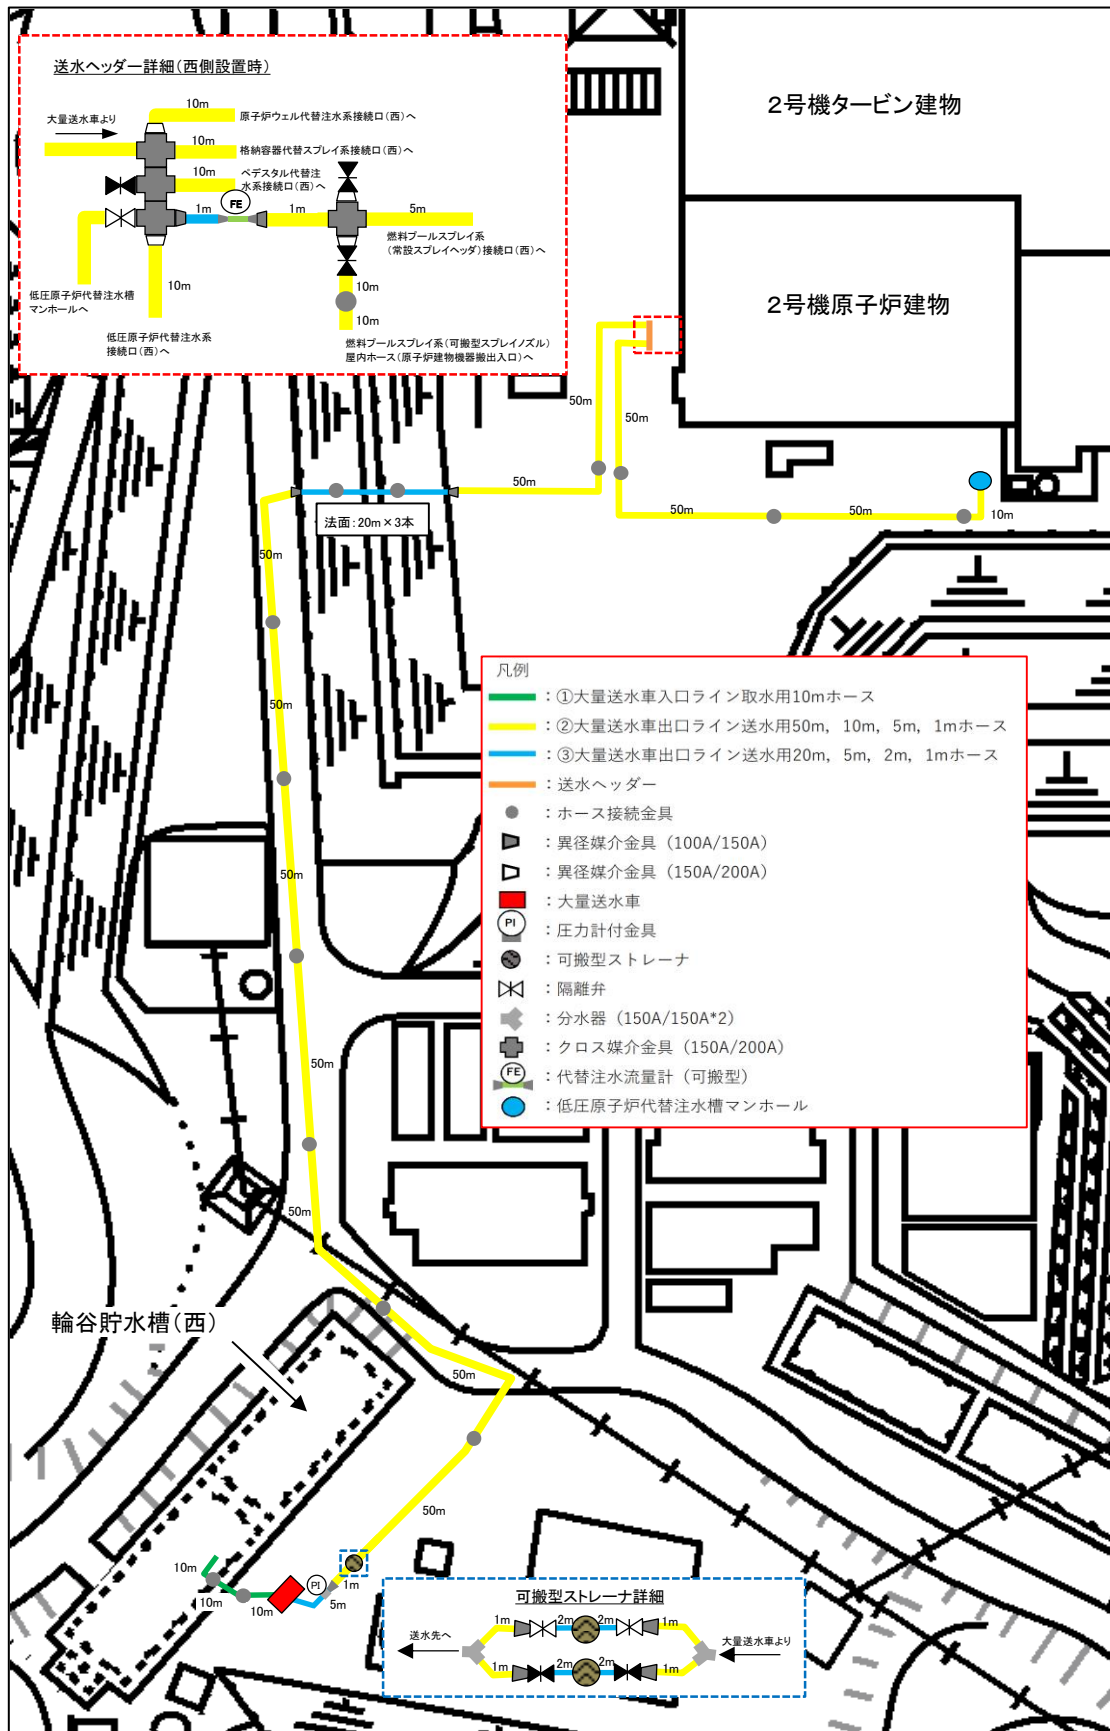 送水ヘッダー詳細(西側設置時)
10m
原子炉ウェル代替注水系接続口(西)へ
大量送水車より
10m
格納容器代替スプレイ系接続口(西)へ
10m
ペデスタル代替注
水系接続口(西)へ
FE
1m
1m
5m
燃料プールスプレイ系
(常設スプレイヘッダ)接続口(西)へ
10m
10m
10m
低圧原子炉代替注水槽
マンホールへ
低圧原子炉代替注水系
接続口(西)へ
燃料プールスプレイ系(可搬型スプレイノズル)
屋内ホース(原子炉建物機器搬出入口)へ
2号機タービン建物
2号機原子炉建物
50m
50m
50m
法面:20m×3本
50m
50m
10m
50m
50m
50m
50m
50m
50m
50m
凡例
:①大量送水車入口ライン取水用10mホース
:②大量送水車出口ライン送水用50m, 10m, 5m, 1mホース
:③大量送水車出口ライン送水用20m, 5m, 2m, 1mホース
:送水ヘッダー
:ホース接続金具
:異径媒介金具(100A/150A)
:異径媒介金具(150A/200A)
:大量送水車
PI
:圧力計付金具
:可搬型ストレーナ
:隔離弁
:分水器(150A/150A*2)
:クロス媒介金具(150A/200A)
FE
:代替注水流量計(可搬型)
:低圧原子炉代替注水槽マンホール
輪谷貯水槽(西)
10m
10m
10m
PI
5m
1m
可搬型ストレーナ詳細
1m
2m
2m
1m
送水先へ
大量送水車より
1m
2m
2m
1m